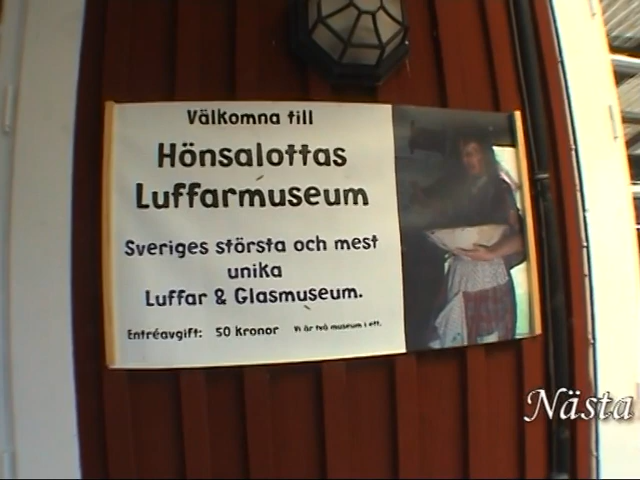 Välkomna till
Hönsalottas
Luffarmuseum
Sveriges största och mest
unika
Luffar & Glasmuseum.
Entréavgift: 50 kronor Vi är två museum i ett.
Nästa